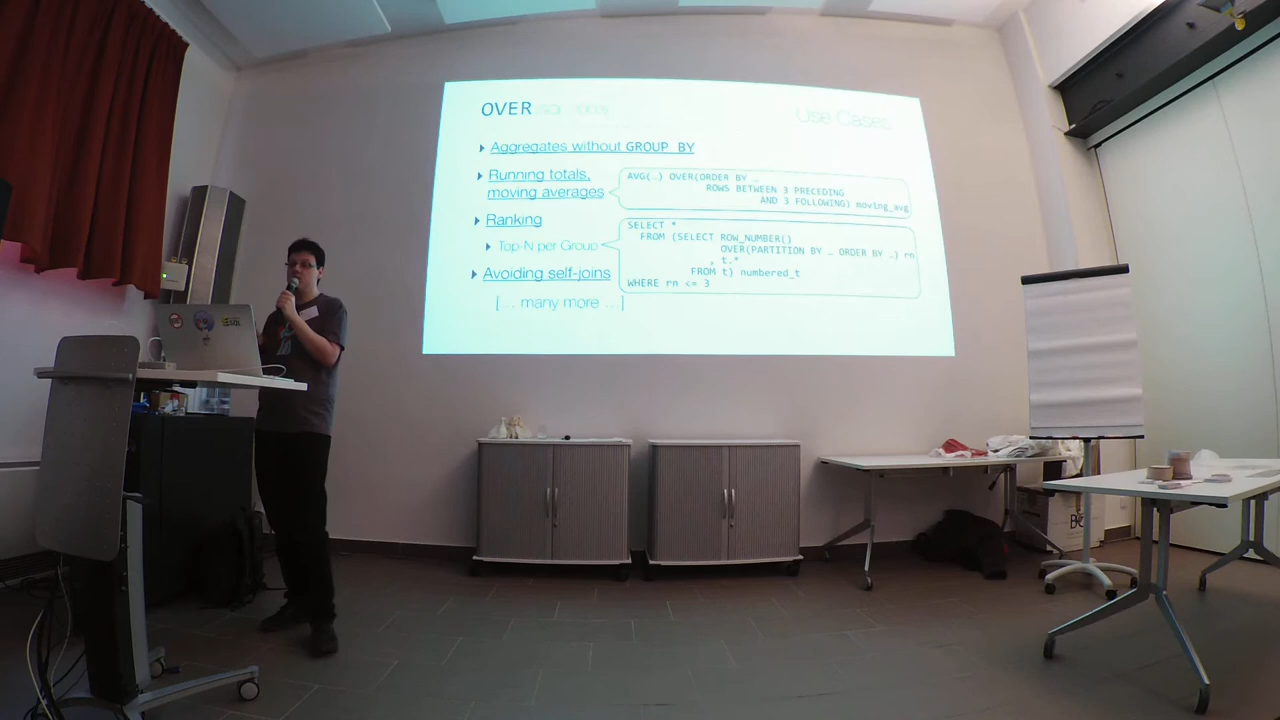 OVER
Use Cases
Aggregates without GROUP BY
Running totals,
moving averages
AVG(…) OVER(ORDER BY …
ROWS BETWEEN 3 PRECEDING
AND 3 FOLLOWING) moving_avg
Ranking
Top-N per Group
SELECT *
FROM (SELECT ROW_NUMBER()
OVER(PARTITION BY … ORDER BY …) rn
, t.*
FROM t) numbered_t
WHERE rn <= 3
Avoiding self-joins
[… many more …]